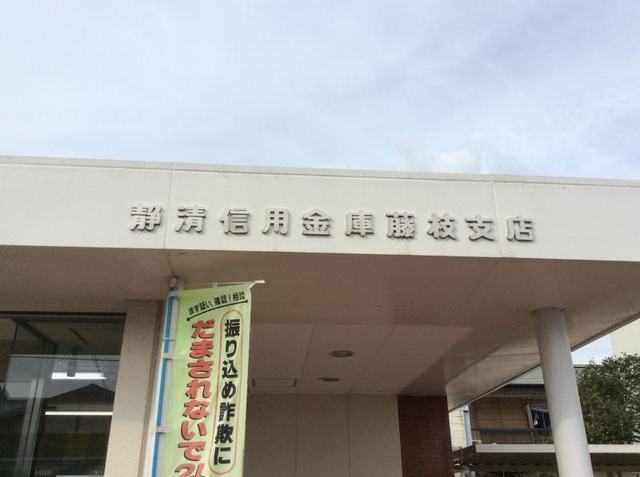 静清信用金庫藤枝支店
まず疑い、確認!相談
振り込め詐欺に
だまされないで